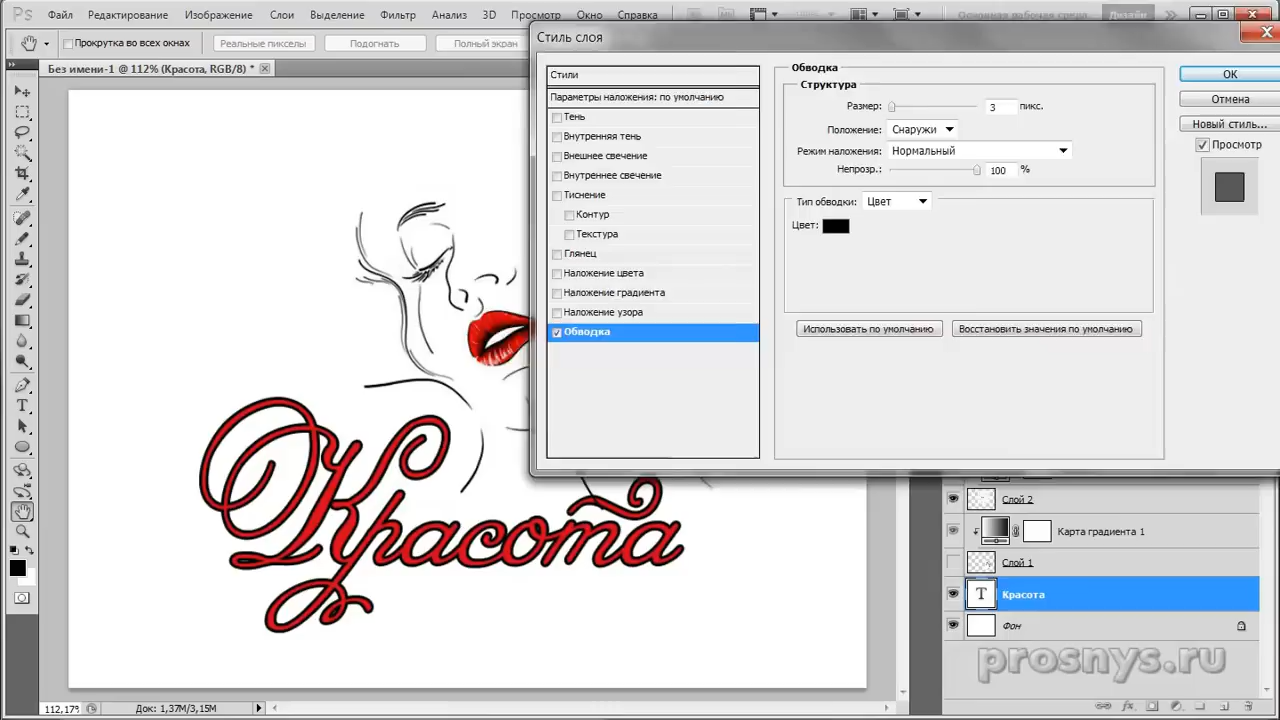 Ps Файл Редактирование Изображение Слои Выделение Фильтр Анализ 3D Просмотр Окно Справка Основная рабочая среда Дизайн
Прокрутка во всех окнах Реальные пикселы Подогнать Полный экран
Без имени-1 @ 112% (Красота, RGB/8) *
Стиль слоя
Стили
Параметры наложения: по умолчанию
Тень
Внутренняя тень
Внешнее свечение
Внутреннее свечение
Тиснение
Контур
Текстура
Глянец
Наложение цвета
Наложение градиента
Наложение узора
Обводка
Обводка
Структура
Размер: 3 пикс.
Положение: Снаружи
Режим наложения: Нормальный
Непрозр.: 100 %
Тип обводки: Цвет
Цвет:
Использовать по умолчанию Восстановить значения по умолчанию
OK
Отмена
Новый стиль...
Просмотр
Красота
Слой 2
Карта градиента 1
Слой 1
T Красота
Фон
prosnys.ru
112,17% Док: 1,37M/3,15M